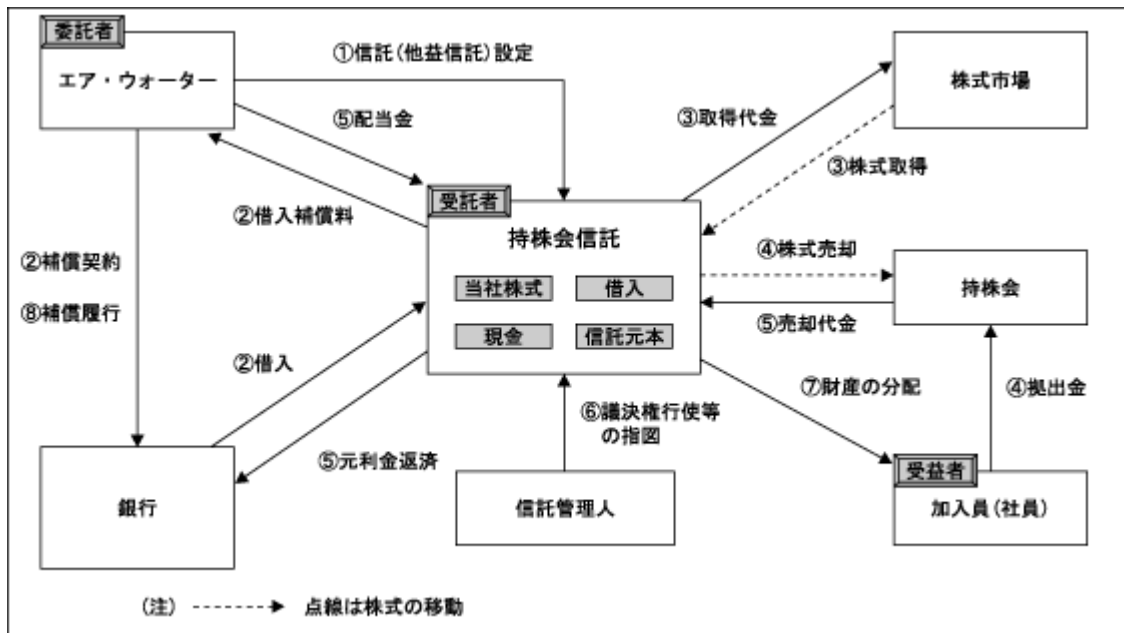 委託者
エア・ウォーター
①信託(他益信託)設定
株式市場
⑤配当金
③取得代金
③株式取得
受託者
②借入補償料
持株会信託
④株式売却
②補償契約
当社株式
借入
持株会
⑧補償履行
⑤売却代金
現金
信託元本
②借入
⑦財産の分配
④拠出金
⑥議決権行使等
の指図
⑤元利金返済
受益者
銀行
信託管理人
加入員(社員)
(注)
点線は株式の移動